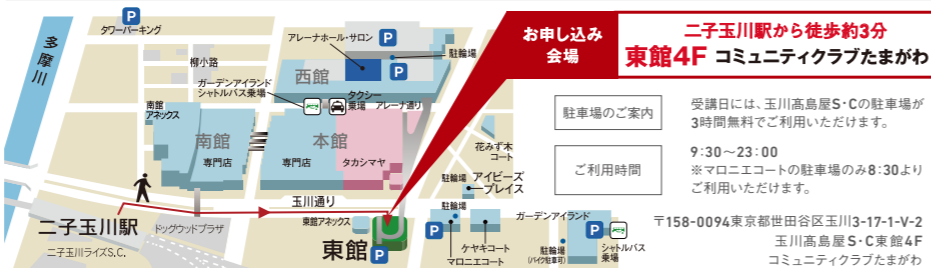 多摩川
P
タワーパーキング
柳小路
ガーデンアイランド
シャトルバス乗場
アレーナホール・サロン
P
駐輪場
P
西館
タクシー
乗場
アレーナ通り
南館
アネックス
南館
専門店
本館
専門店
タカシマヤ
花みずき
コート
駐輪場
アイビーズ
プレイス
玉川通り
二子玉川駅
二子玉川ライズS.C.
ドッグウッドプラザ
東館アネックス
東館
P
P
駐輪場
マロニエコート
ケヤキコート
ガーデンアイランド
駐輪場
(バイク駐車可)
P
シャトルバス
乗場
お申し込み
会場
二子玉川駅から徒歩約3分
東館4F コミュニティクラブたまがわ
駐車場のご案内
受講日には、玉川髙島屋S・Cの駐車場が
3時間無料でご利用いただけます。
ご利用時間
9:30〜23:00
※マロニエコートの駐車場のみ8:30より
ご利用いただけます。
〒158-0094東京都世田谷区玉川3-17-1-V-2
玉川髙島屋S・C東館4F
コミュニティクラブたまがわ